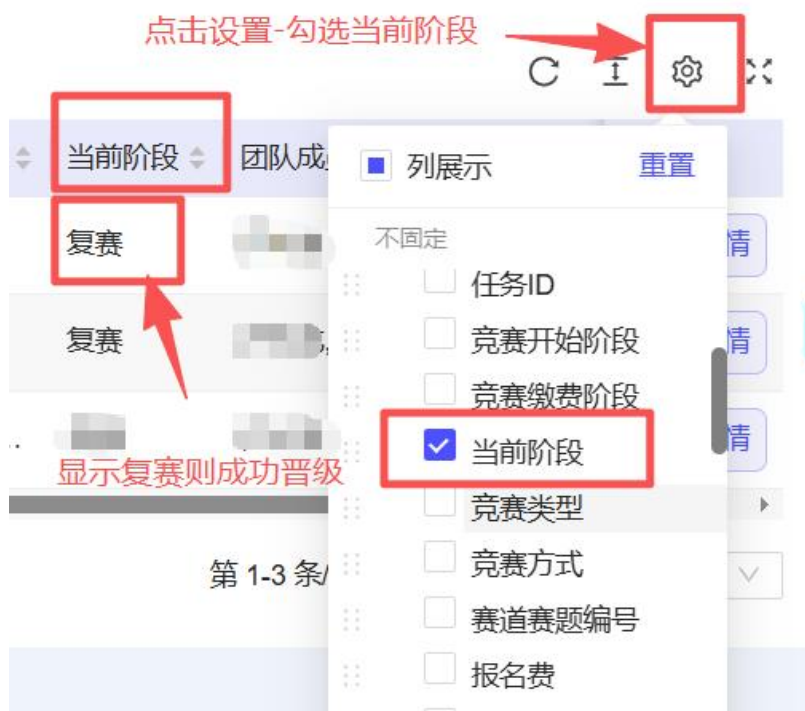 点击设置-勾选当前阶段
当前阶段
团队成
列展示
重置
复赛
不固定
情
任务ID
复赛
竞赛开始阶段
情
竞赛缴费阶段
当前阶段
情
显示复赛则成功晋级
竞赛类型
第 1-3 条/
竞赛方式
赛道赛题编号
报名费